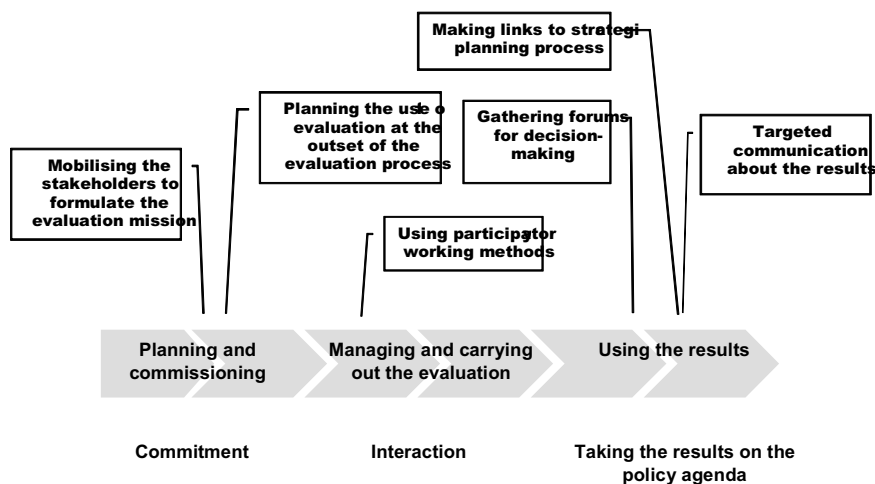 Making links to strategi
planning process
Planning the use o
evaluation at the
outset of the
evaluation process
Gathering forums
for decision-
making
Targeted
communication
about the results
Mobilising the
stakeholders to
formulate the
evaluation mission
Using participator
working methods
Planning and
commissioning
Managing and carrying
out the evaluation
Using the results
Commitment
Interaction
Taking the results on the
policy agenda